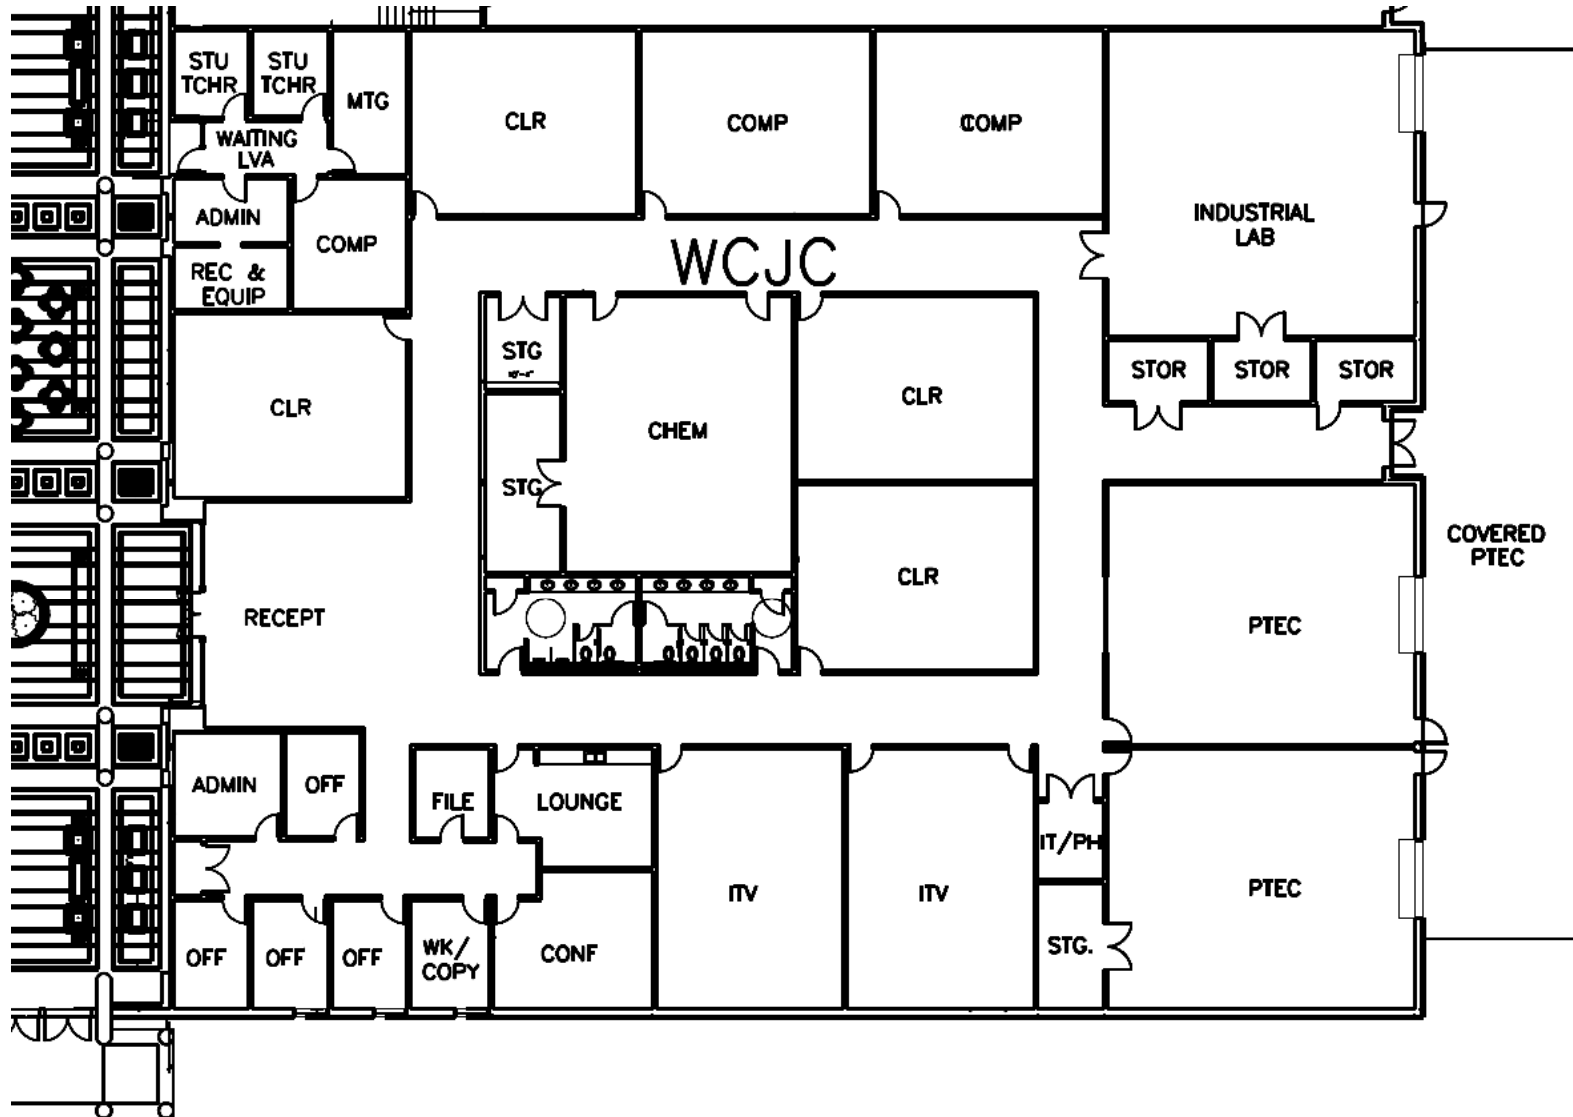 STU
TCHR
STU
TCHR
MTG
CLR
COMP
COMP
WAITING
LVA
ADMIN
COMP
INDUSTRIAL
LAB
WCJC
REC &
EQUIP
STG
STOR
STOR
STOR
CLR
CLR
CHEM
STG
COVERED
PTEC
CLR
RECEPT
PTEC
ADMIN
OFF
FILE
LOUNGE
IT/PH
ITV
ITV
PTEC
OFF
OFF
OFF
WK/
COPY
CONF
STG.